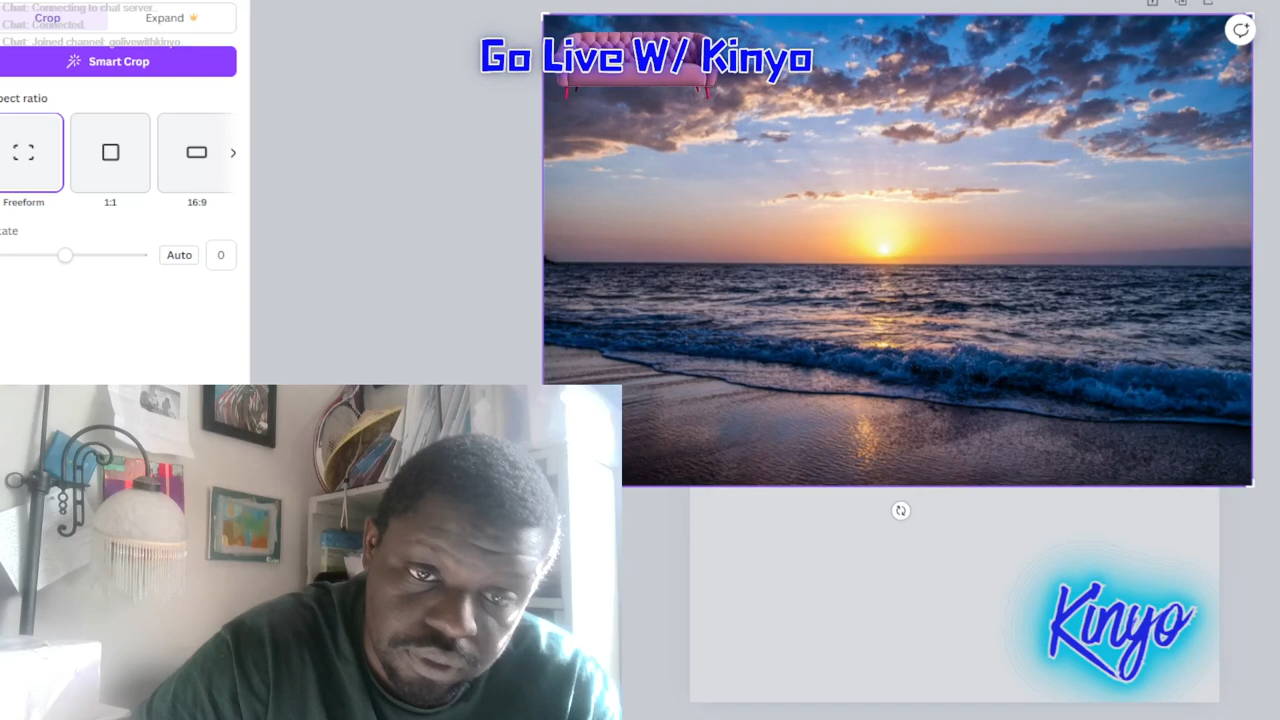 Chat: Connecting to chat server..
Chat: Connected.
Chat: Joined channel: golivewithkinyo
Crop
Expand
Smart Crop
pect ratio
Freeform
1:1
16:9
ate
Auto
0
Go Live W/ Kinyo
Kinyo